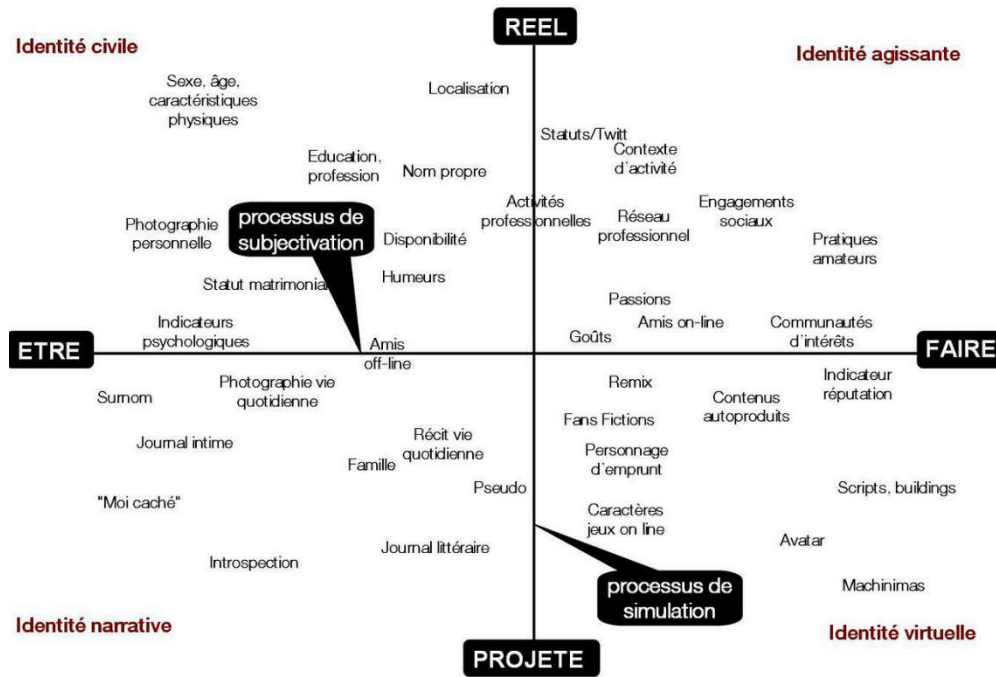 REEL
Identité civile
Identité agissante
Sexe, âge,
caractéristiques
physiques
Localisation
Statuts/Twitt
Contexte
d'activité
Education,
profession
Nom propre
Activités
professionnelles
Réseau
professionnel
Engagements
sociaux
Photographie
personnelle
processus de
subjectivation
Disponibilité
Pratiques
amateurs
Statut matrimonial
Humeurs
Passions
Indicateurs
psychologiques
Amis
off-line
Goûts
Amis on-line
Communautés
d'intérêts
ETRE
FAIRE
Surnom
Photographie vie
quotidienne
Remix
Contenus
autoproduits
Indicateur
réputation
Fans Fictions
Journal intime
Famille
Récit vie
quotidienne
Personnage
d'emprunt
"Moi caché"
Pseudo
Scripts, buildings
Caractères
jeux on line
Introspection
Journal littéraire
Avatar
processus de
simulation
Machinimas
Identité narrative
Identité virtuelle
PROJETE